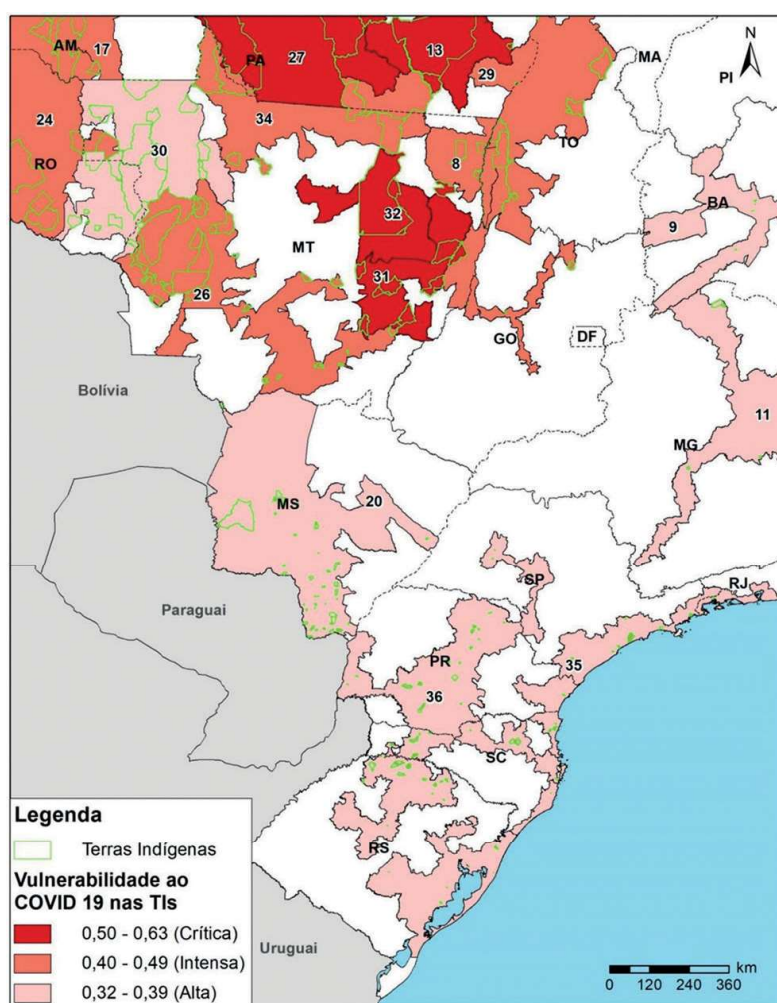 AM
17
PA
27
13
N
MA
PI
29
24
34
TO
RO
30
8
32
BA
9
MT
31
26
GO
DF
Bolívia
11
MG
20
MS
SP
RJ
Paraguai
PR
35
36
SC
RS
Legenda
Terras Indígenas
Vulnerabilidade ao
COVID 19 nas TIs
0,50 - 0,63 (Crítica)
0,40 - 0,49 (Intensa)
0,32 - 0,39 (Alta)
Uruguai
km
0 60 120 240 360